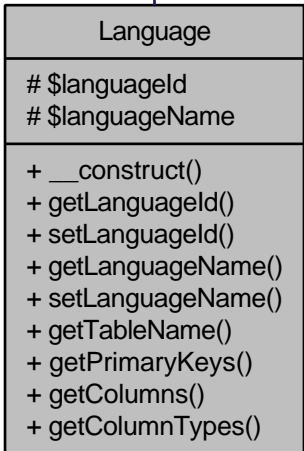 Language
# $languageId
# $languageName
+ __construct()
+ getLanguageId()
+ setLanguageId()
+ getLanguageName()
+ setLanguageName()
+ getTableName()
+ getPrimaryKeys()
+ getColumns()
+ getColumnTypes()